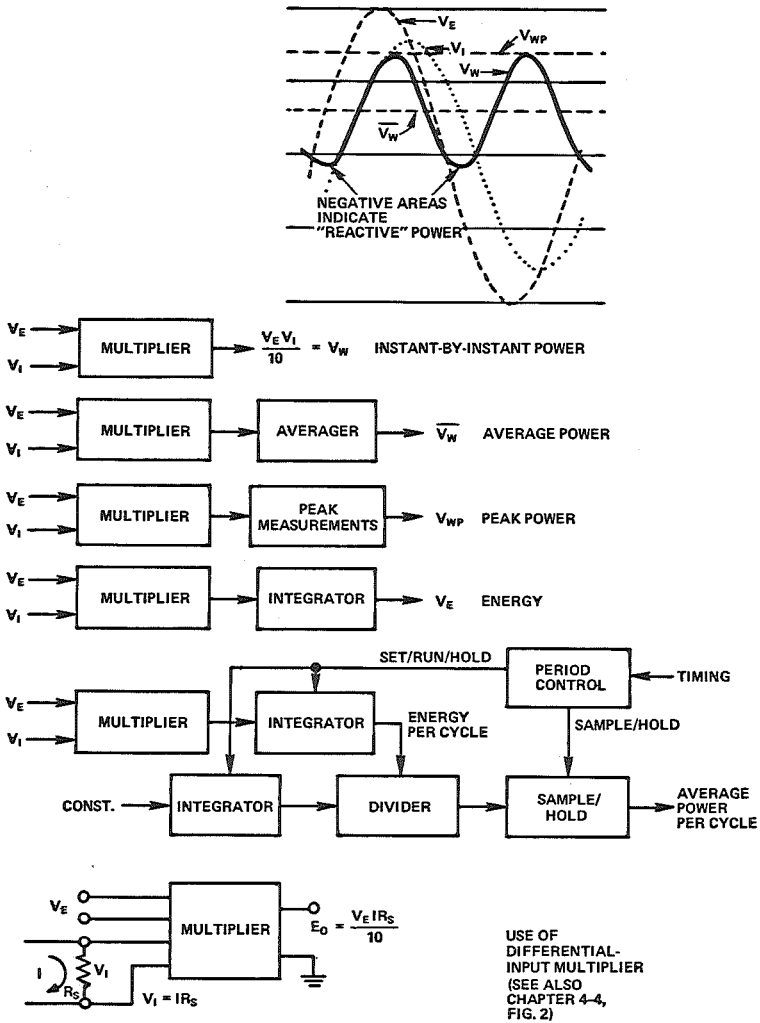 V_E
V_I
V_WP
V_W
V̅_W
NEGATIVE AREAS
INDICATE
"REACTIVE" POWER
V_E
V_I
MULTIPLIER
V_E V_I / 10 = V_W INSTANT-BY-INSTANT POWER
V_E
V_I
MULTIPLIER
AVERAGER
V̅_W AVERAGE POWER
V_E
V_I
MULTIPLIER
PEAK
MEASUREMENTS
V_WP PEAK POWER
V_E
V_I
MULTIPLIER
INTEGRATOR
V_E ENERGY
SET/RUN/HOLD
PERIOD
CONTROL
TIMING
V_E
V_I
MULTIPLIER
INTEGRATOR
ENERGY
PER CYCLE
SAMPLE/HOLD
CONST.
INTEGRATOR
DIVIDER
SAMPLE/
HOLD
AVERAGE
POWER
PER CYCLE
V_E
MULTIPLIER
E_O = V_E IR_S / 10
I
V_I
R_S
V_I = IR_S
USE OF
DIFFERENTIAL-
INPUT MULTIPLIER
(SEE ALSO
CHAPTER 4-4,
FIG. 2)